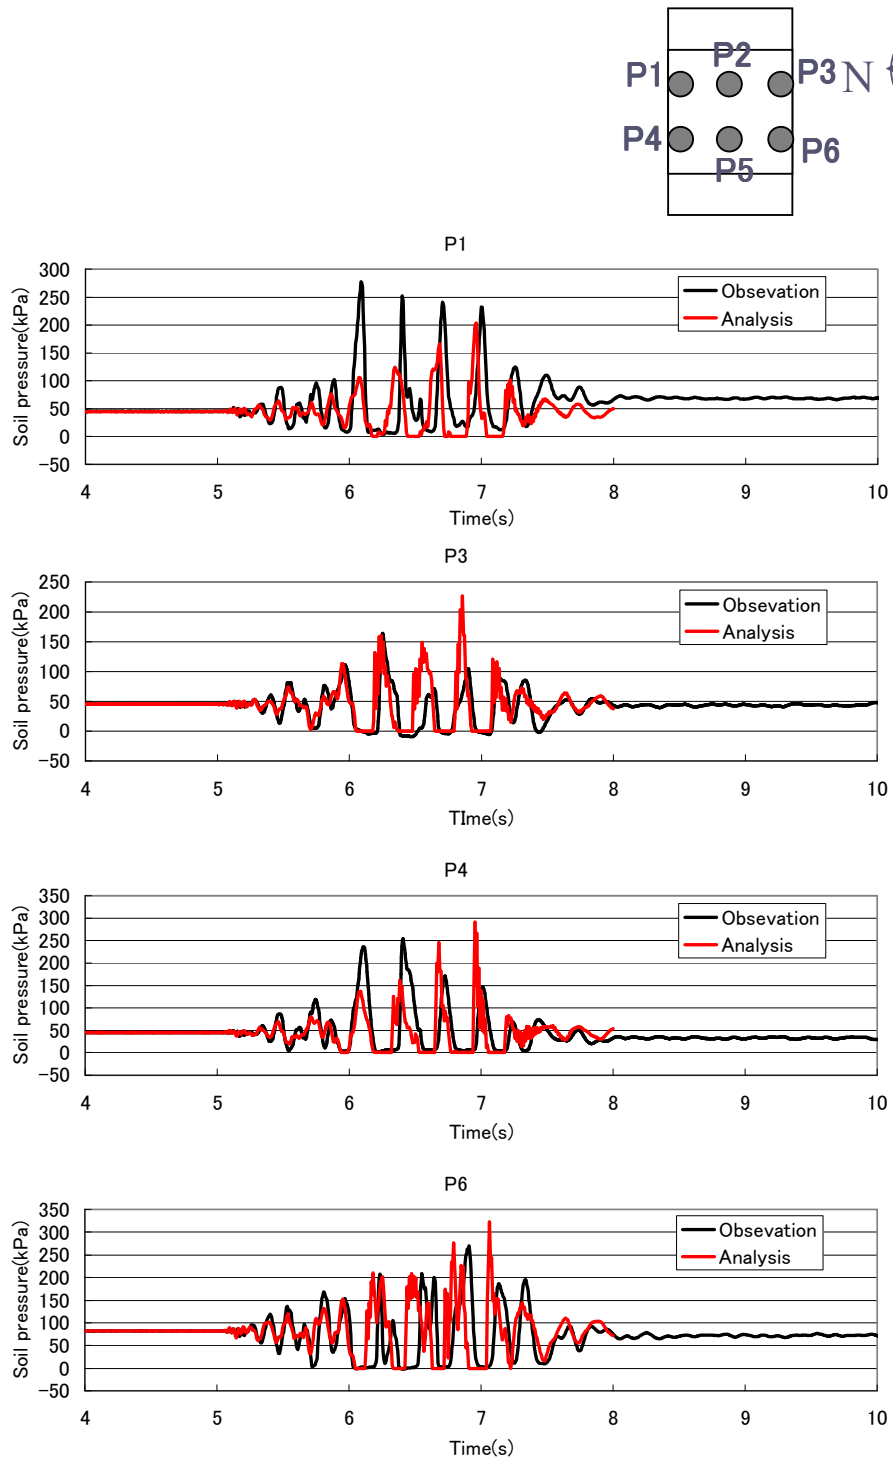 P2
P1
P3 N
P4
P5
P6
P1
Soil pressure(kPa)
300
250
200
150
100
50
0
-50
Obsevation
Analysis
4 5 6 7 8 9 10
Time(s)
P3
Soil pressure(kPa)
250
200
150
100
50
0
-50
Obsevation
Analysis
4 5 6 7 8 9 10
TIme(s)
P4
Soil pressure(kPa)
350
300
250
200
150
100
50
0
-50
Obsevation
Analysis
4 5 6 7 8 9 10
Time(s)
P6
Soil pressure(kPa)
350
300
250
200
150
100
50
0
-50
Obsevation
Analysis
4 5 6 7 8 9 10
Time(s)